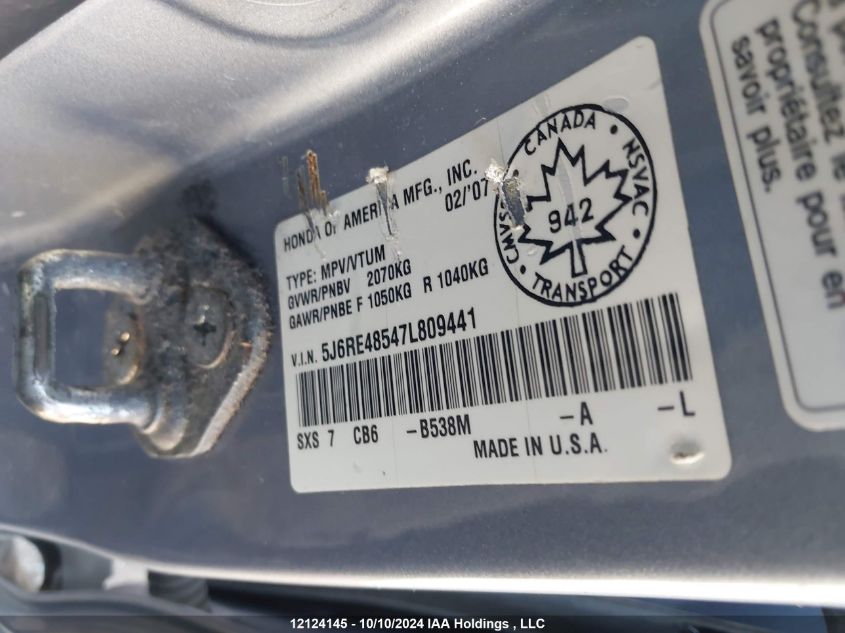 HONDA OF AMERICA MFG., INC.
02/'07
TYPE: MPV/VTUM
GVWR/PNBV 2070KG
GAWR/PNBE F 1050KG R 1040KG
V.I.N. 5J6RE48547L809441
SXS 7 CB6 -B538M -A -L
MADE IN U.S.A.
CANADA • NSVAC • TRANSPORT • CMVSS •
942
Consultez le
propriétaire pour en
savoir plus.
12124145 - 10/10/2024 IAA Holdings , LLC